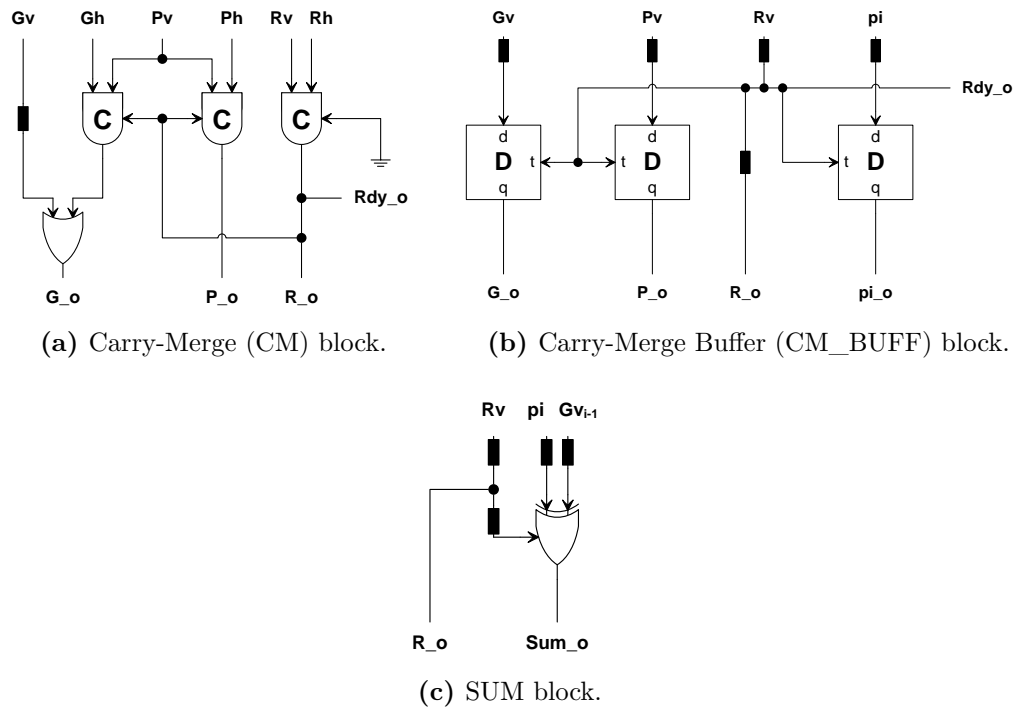 Gv Gh Pv Ph Rv Rh
C C C
Rdy_o
G_o P_o R_o
(a) Carry-Merge (CM) block.
Gv Pv Rv pi
Rdy_o
d d d
D t t D t D
q q q
G_o P_o R_o pi_o
(b) Carry-Merge Buffer (CM_BUFF) block.
Rv pi Gvi-1
R_o Sum_o
(c) SUM block.